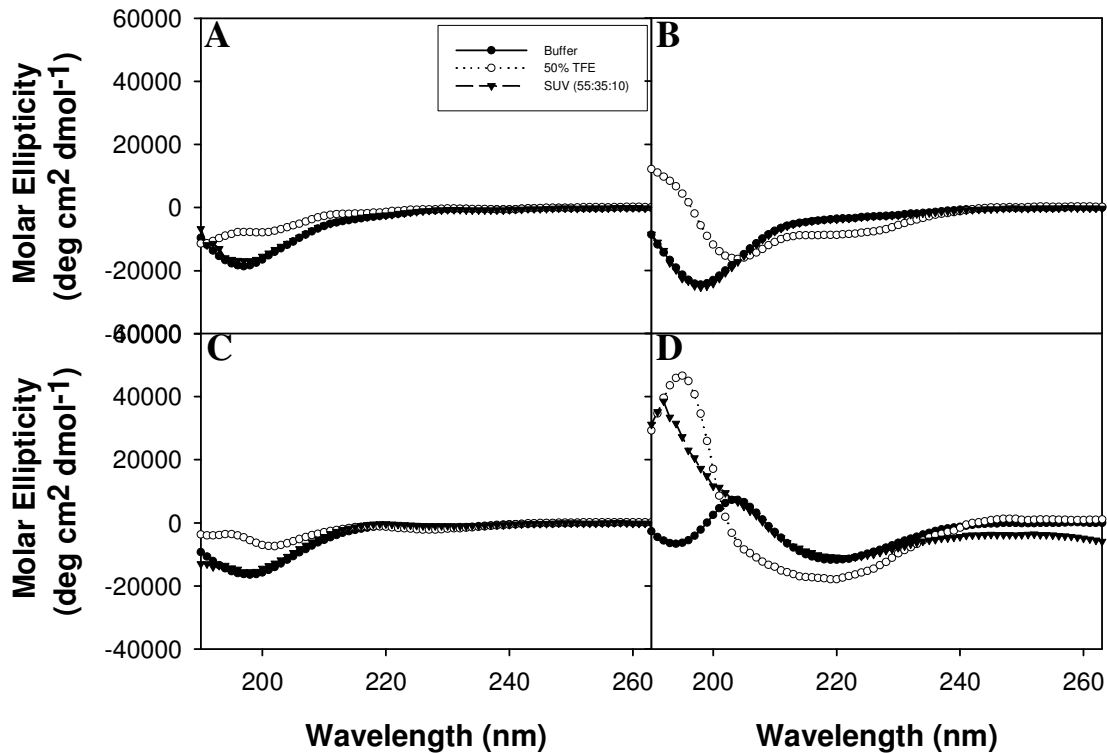 A
B
Buffer
50% TFE
SUV (55:35:10)
60000
40000
20000
0
-20000
-40000
Molar Ellipticity
(deg cm2 dmol-1)
C
D
60000
40000
20000
0
-20000
-40000
Molar Ellipticity
(deg cm2 dmol-1)
200 220 240 260 200 220 240 260
Wavelength (nm) Wavelength (nm)